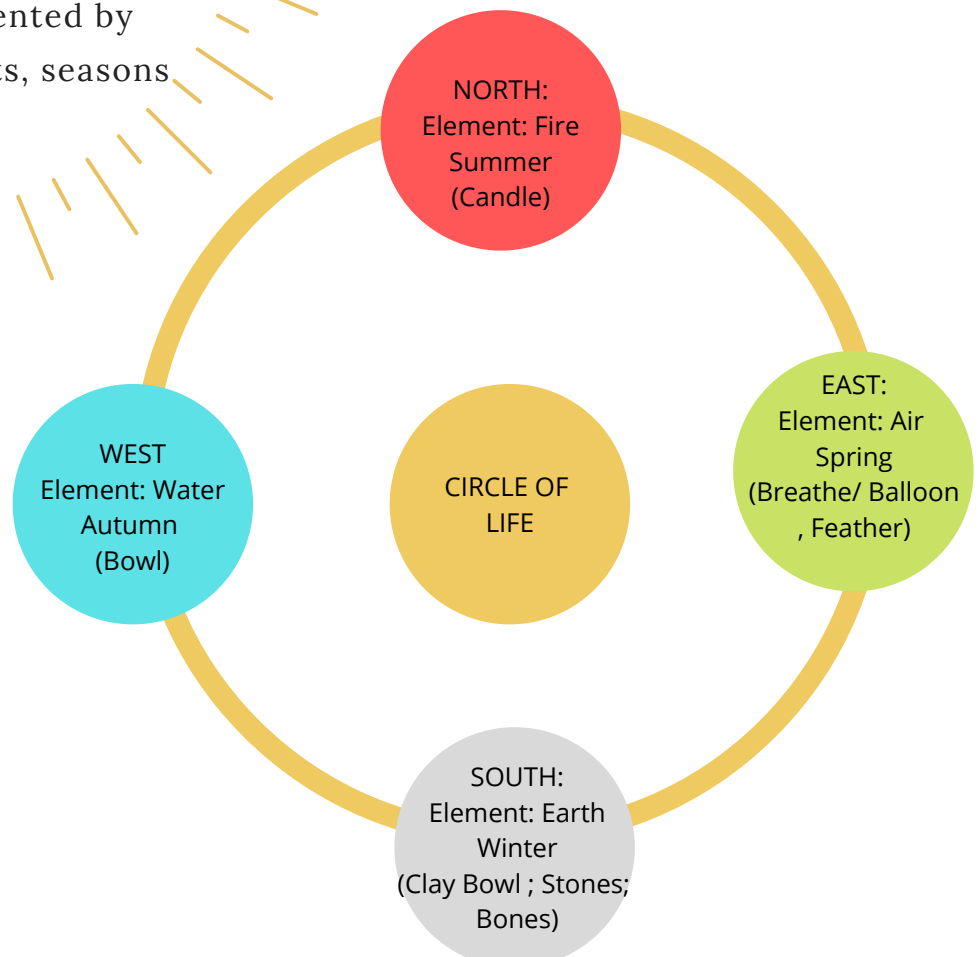 ented by
ts, seasons
NORTH:
Element: Fire
Summer
(Candle)
EAST:
Element: Air
Spring
(Breathe/ Balloon
, Feather)
WEST
Element: Water
Autumn
(Bowl)
CIRCLE OF
LIFE
SOUTH:
Element: Earth
Winter
(Clay Bowl ; Stones;
Bones)